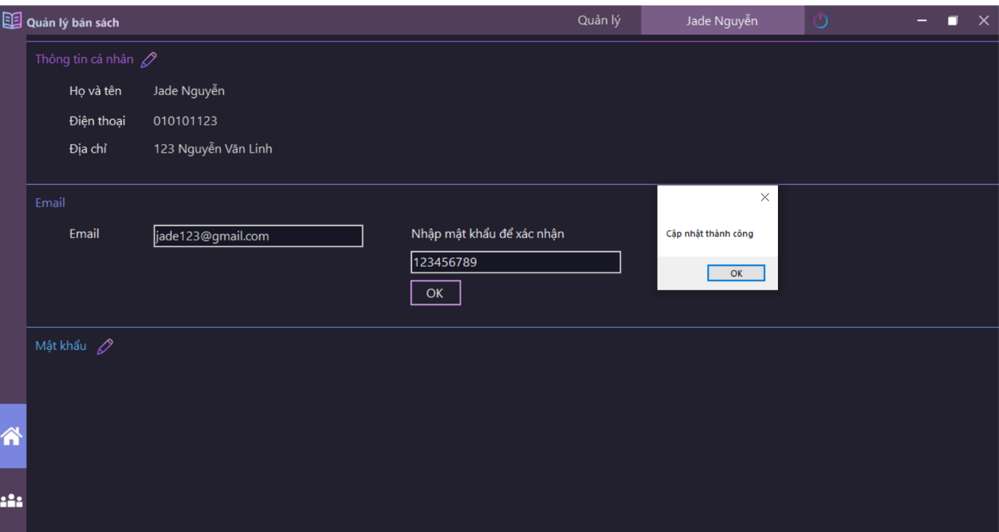 Quản lý bán sách
Quản lý
Jade Nguyễn
Thông tin cá nhân
Họ và tên Jade Nguyễn
Điện thoại 010101123
Địa chỉ 123 Nguyễn Văn Linh
Email
Email jade123@gmail.com
Nhập mật khẩu để xác nhận
123456789
OK
Cập nhật thành công
OK
Mật khẩu